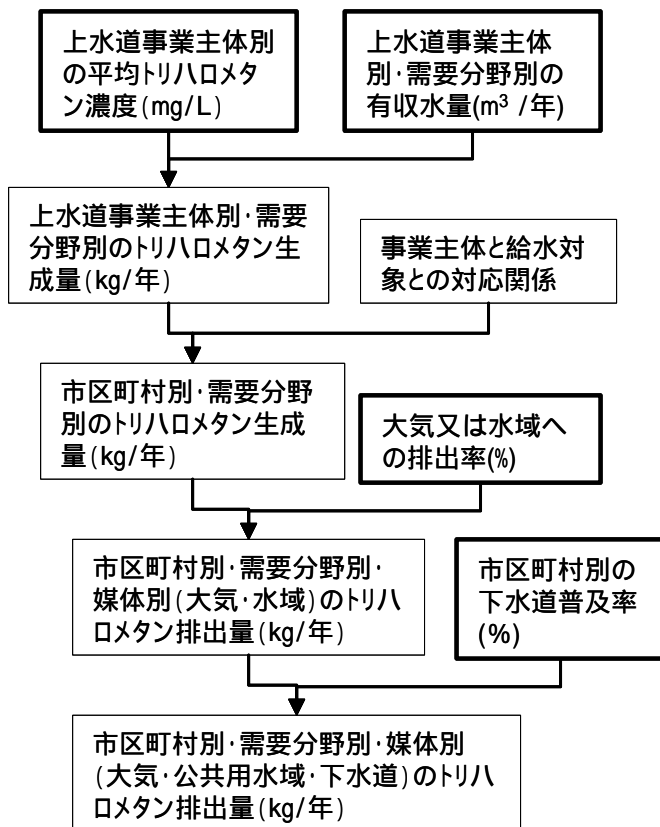 上水道事業主体別
の平均トリハロメタ
ン濃度(mg/L)
上水道事業主体
別・需要分野別の
有収水量(m³ /年)
上水道事業主体別・需要
分野別のトリハロメタン生
成量(kg/年)
事業主体と給水対
象との対応関係
市区町村別・需要分野
別のトリハロメタン生成
量(kg/年)
大気又は水域へ
の排出率(%)
市区町村別・需要分野別・
媒体別(大気・水域)のトリハ
ロメタン排出量(kg/年)
市区町村別の
下水道普及率
(%)
市区町村別・需要分野別・媒体別
(大気・公共用水域・下水道)のトリハ
ロメタン排出量(kg/年)